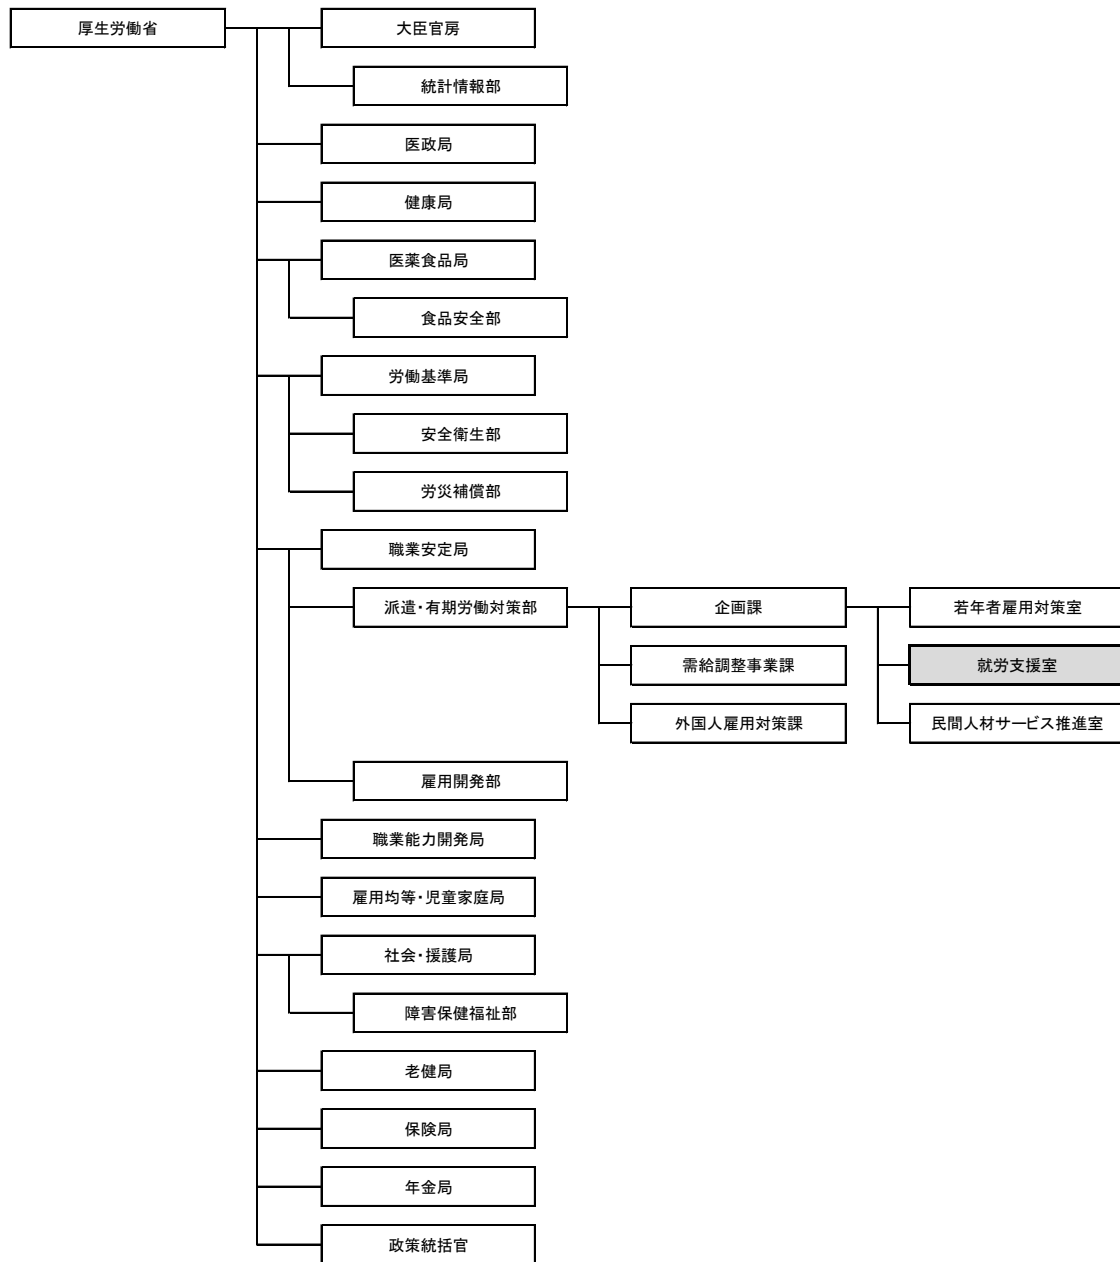 厚生労働省
大臣官房
統計情報部
医政局
健康局
医薬食品局
食品安全部
労働基準局
安全衛生部
労災補償部
職業安定局
派遣・有期労働対策部
企画課
若年者雇用対策室
需給調整事業課
就労支援室
外国人雇用対策課
民間人材サービス推進室
雇用開発部
職業能力開発局
雇用均等・児童家庭局
社会・援護局
障害保健福祉部
老健局
保険局
年金局
政策統括官